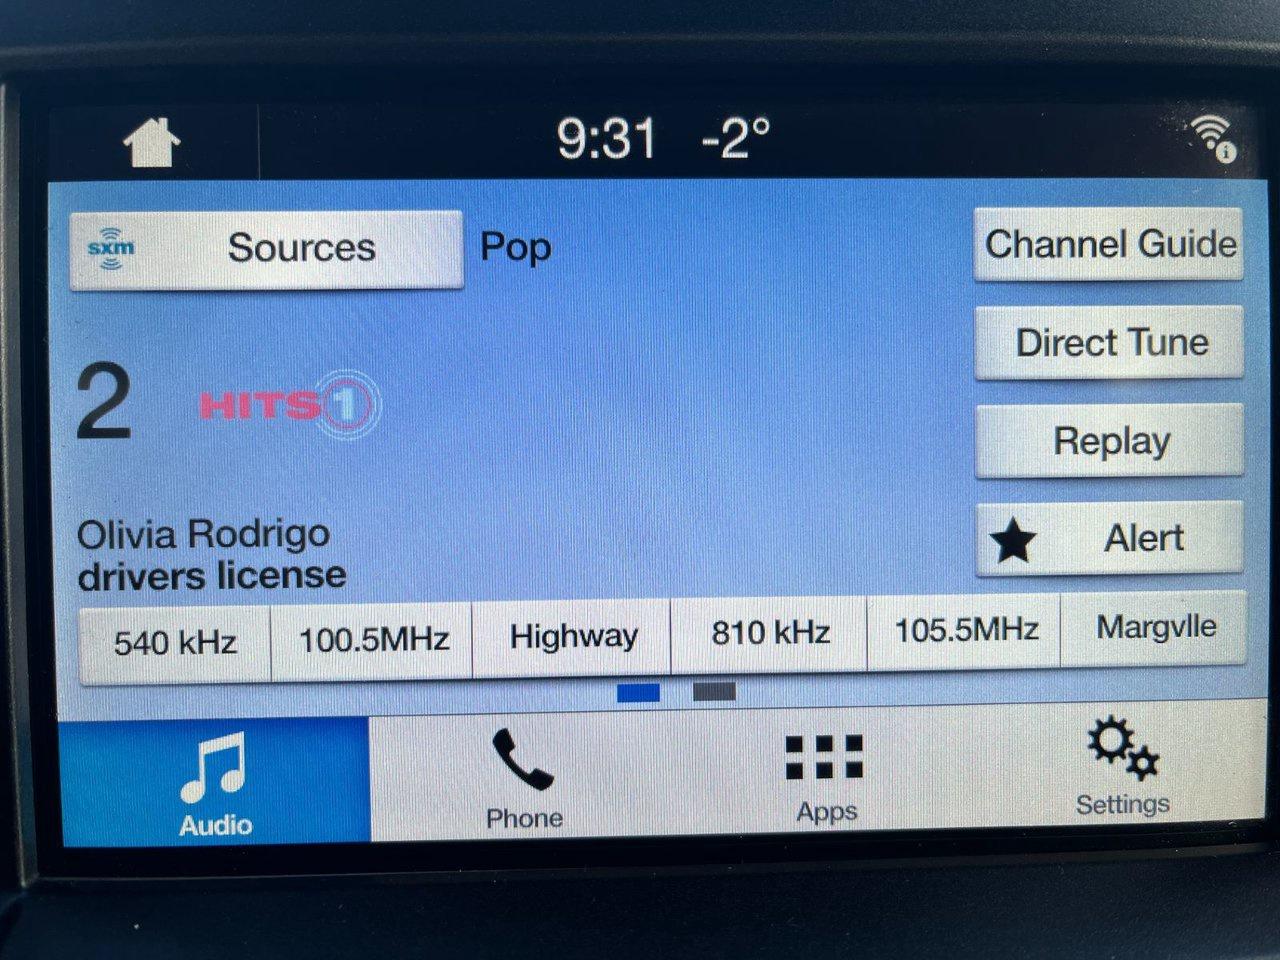 9:31 -2°
sxm Sources
Pop
Channel Guide
Direct Tune
2
HITS1
Replay
Alert
Olivia Rodrigo
drivers license
540 kHz
100.5MHz
Highway
810 kHz
105.5MHz
Margvlle
Audio
Phone
Apps
Settings